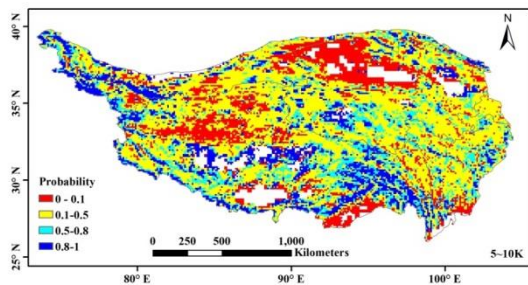 N
40° N
35° N
30° N
25° N
Probability
0 - 0.1
0.1-0.5
0.5-0.8
0.8-1
0 250 500 1,000
Kilometers
5~10K
80° E 90° E 100° E